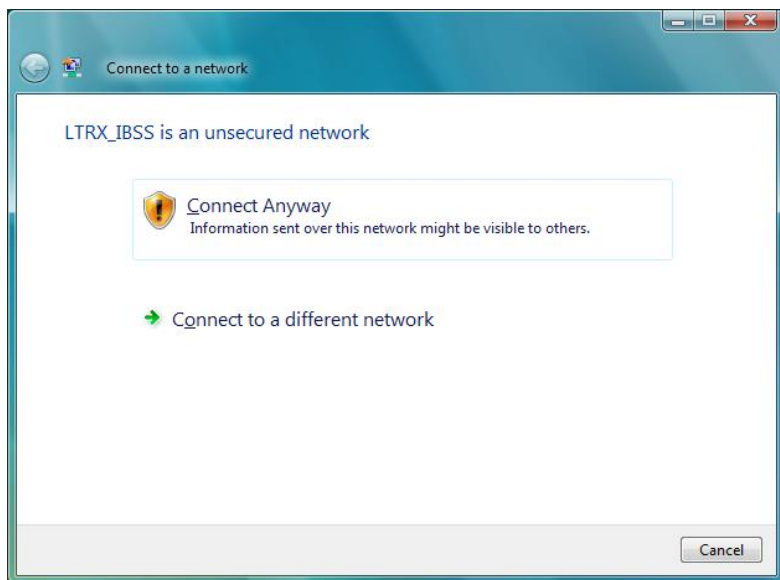 Connect to a network
LTRX_IBSS is an unsecured network
Connect Anyway
Information sent over this network might be visible to others.
Connect to a different network
Cancel